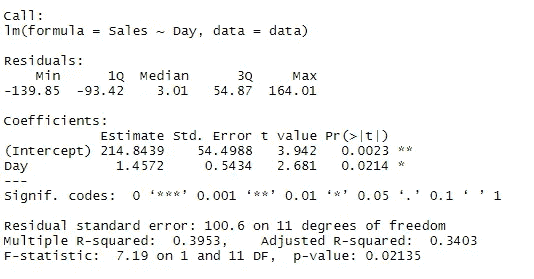 Call:
lm(formula = Sales ~ Day, data = data)
Residuals:
Min 1Q Median 3Q Max
-139.85 -93.42 3.01 54.87 164.01
Coefficients:
Estimate Std. Error t value Pr(>|t|)
(Intercept) 214.8439 54.4988 3.942 0.0023 **
Day 1.4572 0.5434 2.681 0.0214 *
---
Signif. codes: 0 ‘***’ 0.001 ‘**’ 0.01 ‘*’ 0.05 ‘.’ 0.1 ‘ ’ 1
Residual standard error: 100.6 on 11 degrees of freedom
Multiple R-squared: 0.3953, Adjusted R-squared: 0.3403
F-statistic: 7.19 on 1 and 11 DF, p-value: 0.02135